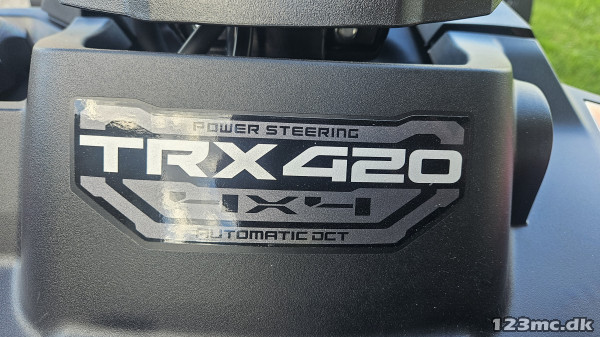 POWER STEERING
TRX420
4X4
AUTOMATIC DCT
123mc.dk